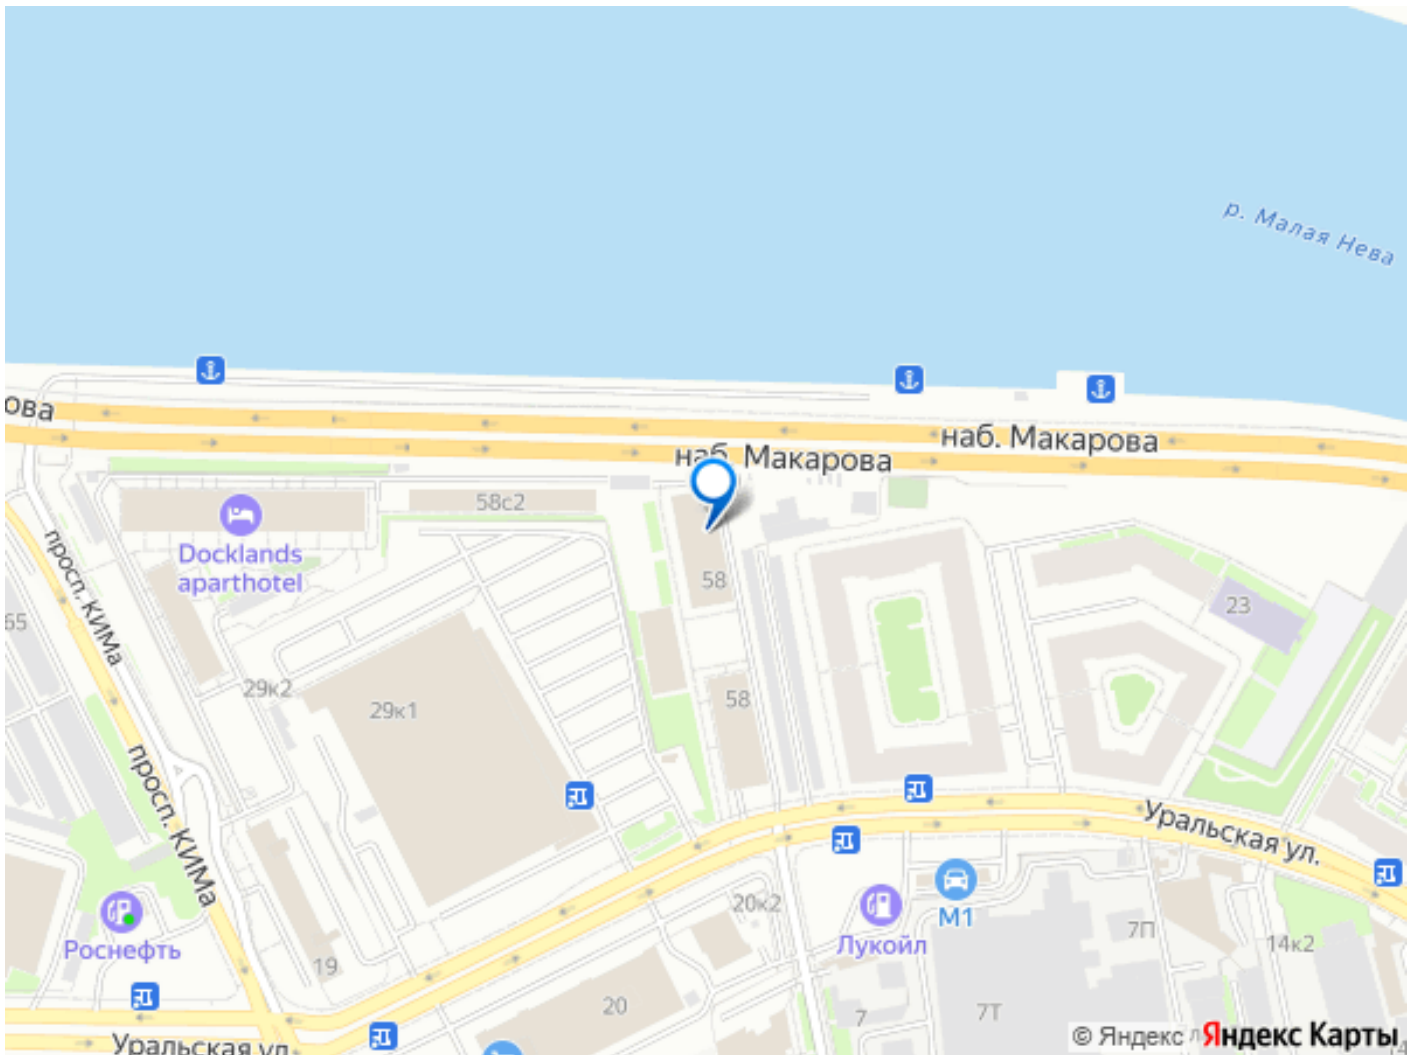 р. Малая Нева
ова
наб. Макарова
наб. Макарова
58с2
Docklands
aparthotel
просп. КИМа
58
23
65
29к2
29к1
58
просп. КИМа
Уральская ул.
М1
20к2
Роснефть
Лукойл
7П
14к2
19
20
7
7Т
Уральская ул.
© Яндекс
Яндекс Карты